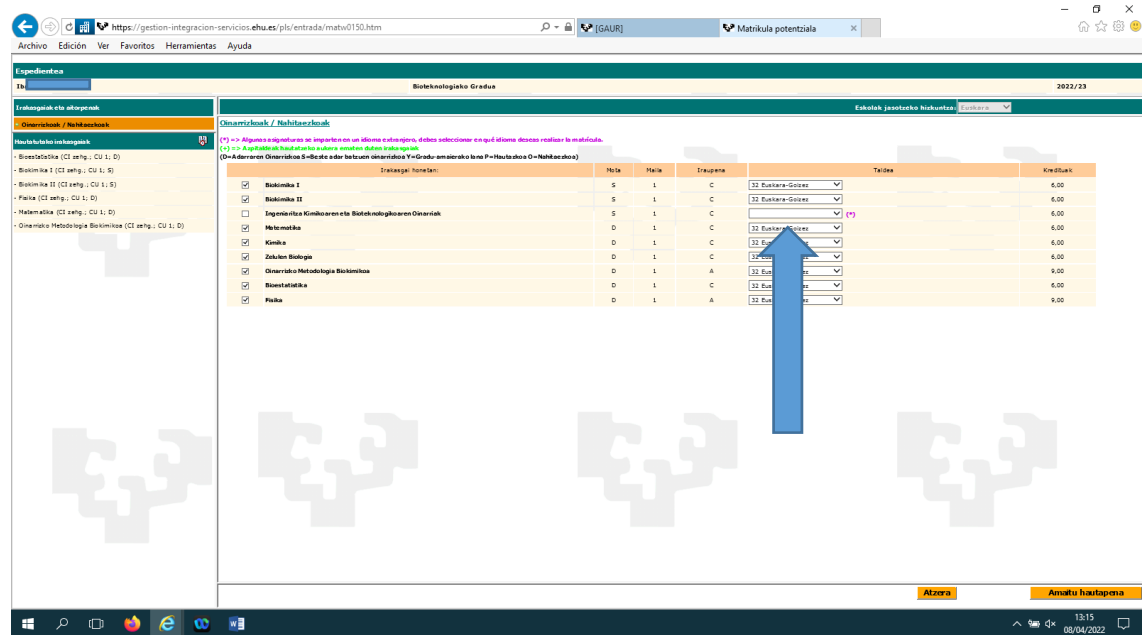 https://gestion-integracion-servicios.ehu.es/pls/entrada/matw0150.htm
[GAUR]
Matrikula potentziala
Archivo Edición Ver Favoritos Herramientas Ayuda
Espedientea
Ib
Bioteknologiako Gradua
2022/23
Irakasgaiak eta aitorpenak
Eskolak jasotzeko hizkuntza: Euskara
- Oinarrizkoak / Nahitaezkoak
Oinarrizkoak / Nahitaezkoak
Hautatutako irakasgaiak
(*) => Algunas asignaturas se imparten en un idioma extranjero, debes seleccionar en qué idioma deseas realizar la matrícula.
(+) => Azpitaldeak hautatzeko aukera ematen duten irakasgaiak
(D=Adarraren Oinarrizkoa S=Beste adar batzuen oinarrizkoa Y=Gradu-amaierako lana P=Hautazkoa O=Nahitaezkoa)
- Bioestatistika (CI zehg.; CU 1; D)
- Biokimika I (CI zehg.; CU 1; S)
- Biokimika II (CI zehg.; CU 1; S)
- Fisika (CI zehg.; CU 1; D)
- Matematika (CI zehg.; CU 1; D)
- Oinarrizko Metodologia Biokimikoa (CI zehg.; CU 1; D)
Irakasgai honetan: Mota Maila Iraupena Taldea Kredituak
Biokimika I S 1 C 32 Euskara-Goizez 6,00
Biokimika II S 1 C 32 Euskara-Goizez 6,00
Ingeniaritza Kimikoaren eta Bioteknologikoaren Oinarriak S 1 C (*) 6,00
Matematika D 1 C 32 Euskara-Goizez 6,00
Kimika D 1 C 32 6,00
Zelulen Biologia D 1 C 32 6,00
Oinarrizko Metodologia Biokimikoa D 1 A 32 9,00
Bioestatistika D 1 C 32 6,00
Fisika D 1 A 32 9,00
Atzera
Amaitu hautapena
13:15
08/04/2022